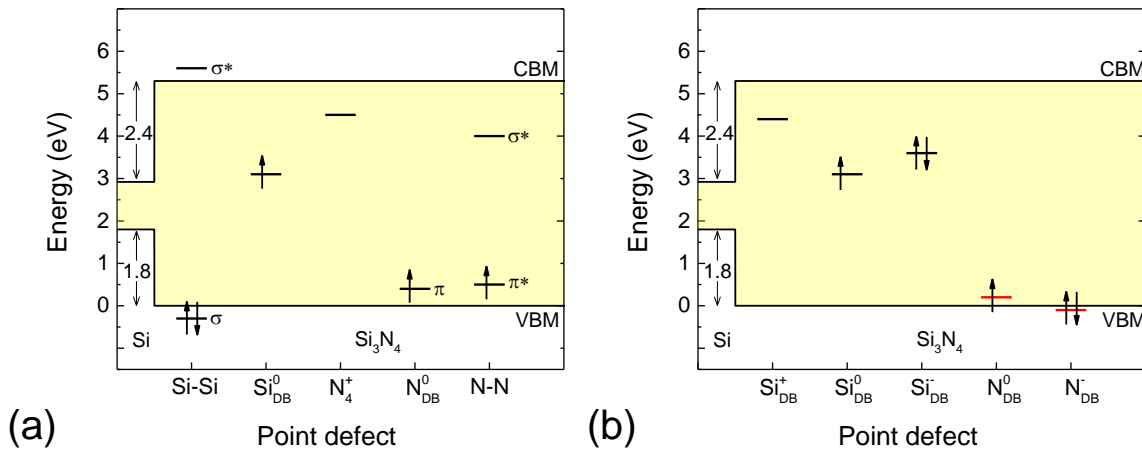 6
5
4
3
2
1
0
Energy (eV)
2.4
1.8
σ*
CBM
σ*
π
π*
σ
VBM
Si
Si₃N₄
Si-Si
Si⁰DB
N₄⁺
N⁰DB
N-N
(a)
Point defect
6
5
4
3
2
1
0
Energy (eV)
2.4
1.8
CBM
VBM
Si
Si₃N₄
Si⁺DB
Si⁰DB
Si⁻DB
N⁰DB
N⁻DB
(b)
Point defect